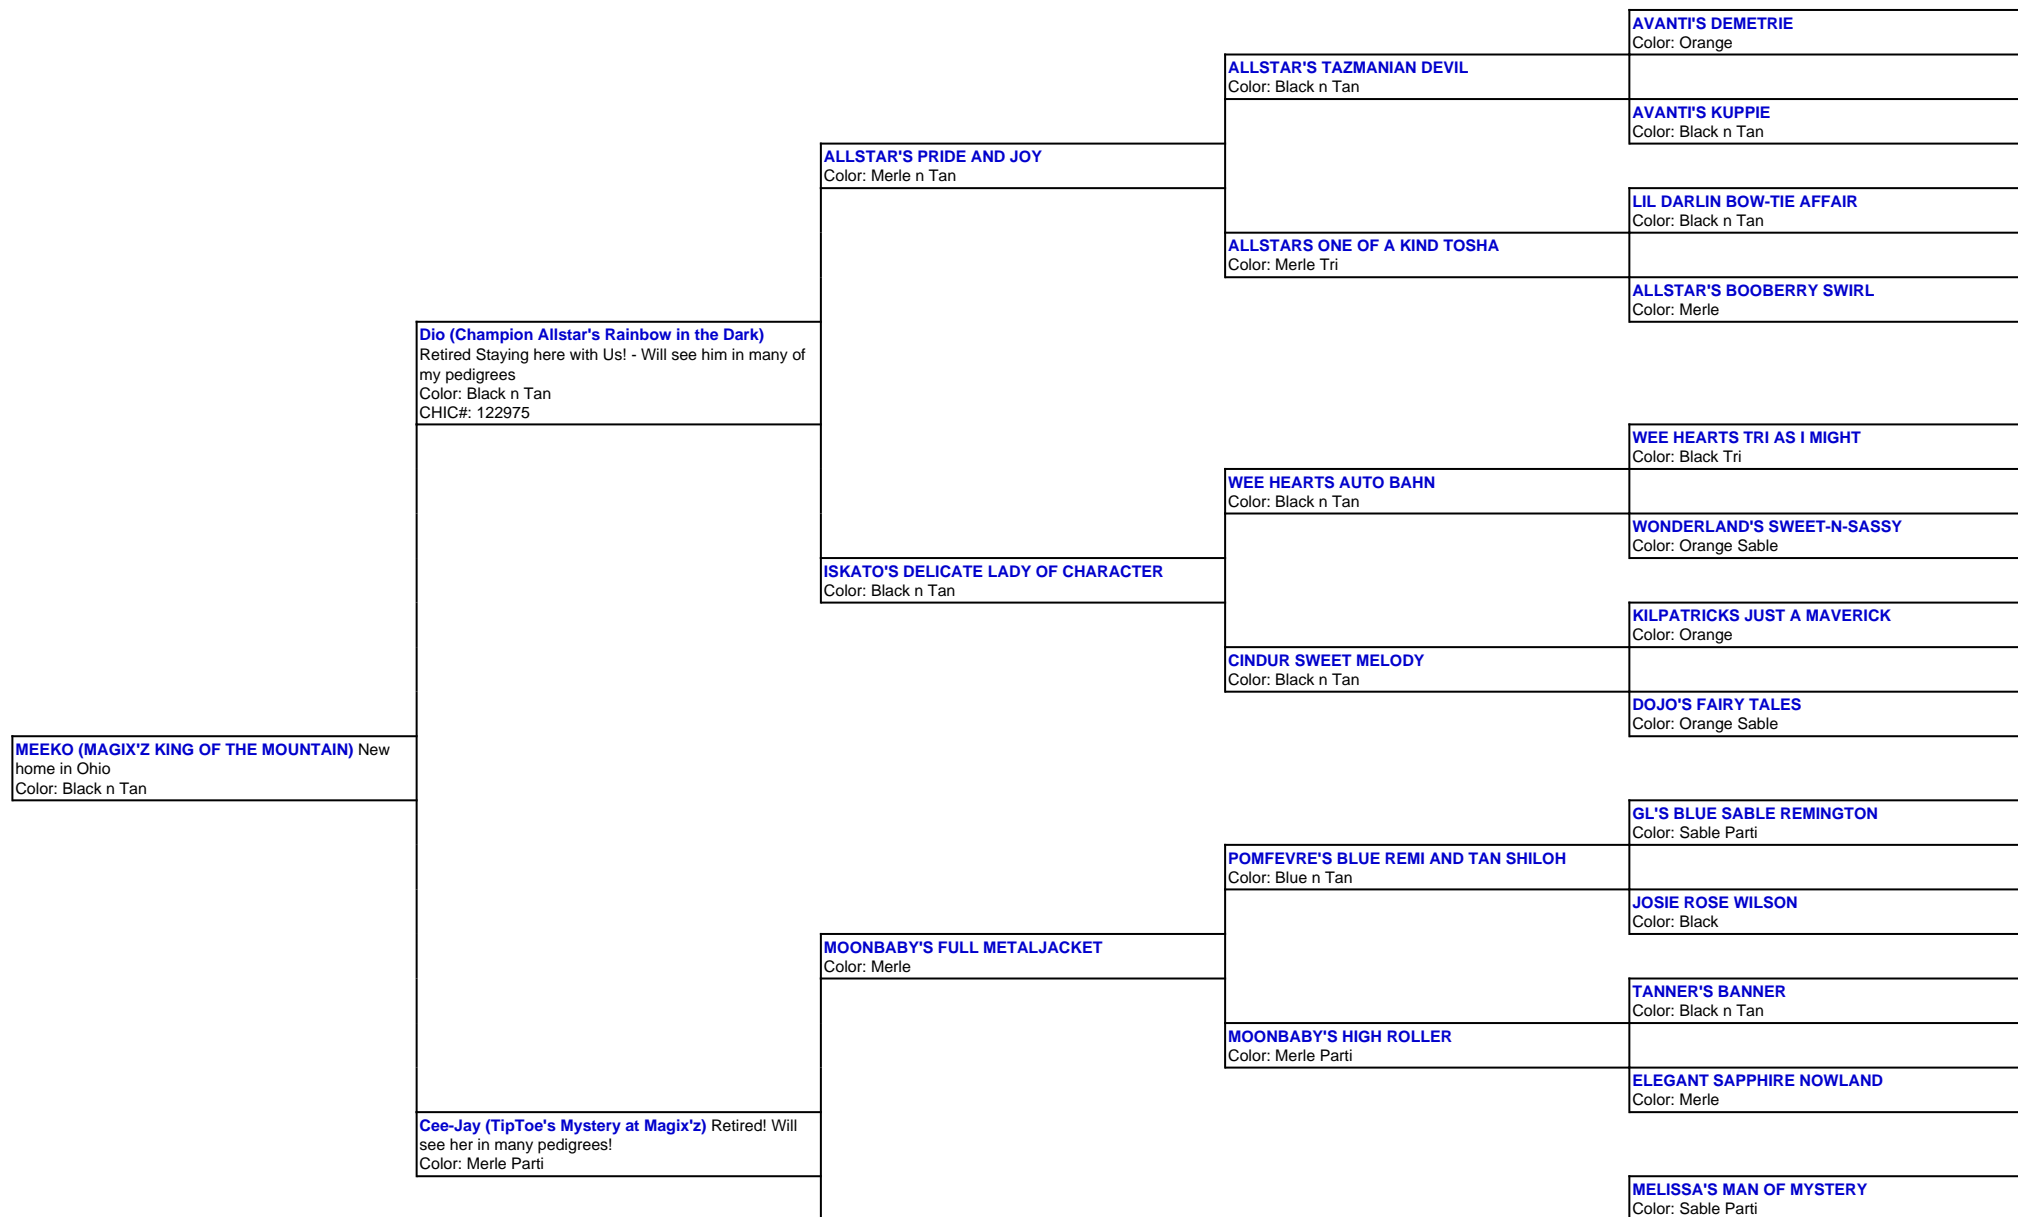 AVANTI'S DEMETRIE
Color: Orange
ALLSTAR'S TAZMANIAN DEVIL
Color: Black n Tan
AVANTI'S KUPPIE
Color: Black n Tan
ALLSTAR'S PRIDE AND JOY
Color: Merle n Tan
LIL DARLIN BOW-TIE AFFAIR
Color: Black n Tan
ALLSTARS ONE OF A KIND TOSHA
Color: Merle Tri
ALLSTAR'S BOOBERRY SWIRL
Color: Merle
Dio (Champion Allstar's Rainbow in the Dark)
Retired Staying here with Us! - Will see him in many of
my pedigrees
Color: Black n Tan
CHIC#: 122975
WEE HEARTS TRI AS I MIGHT
Color: Black Tri
WEE HEARTS AUTO BAHN
Color: Black n Tan
WONDERLAND'S SWEET-N-SASSY
Color: Orange Sable
ISKATO'S DELICATE LADY OF CHARACTER
Color: Black n Tan
KILPATRICKS JUST A MAVERICK
Color: Orange
CINDUR SWEET MELODY
Color: Black n Tan
DOJO'S FAIRY TALES
Color: Orange Sable
MEEKO (MAGIX'Z KING OF THE MOUNTAIN) New
home in Ohio
Color: Black n Tan
GL'S BLUE SABLE REMINGTON
Color: Sable Parti
POMFEVRE'S BLUE REMI AND TAN SHILOH
Color: Blue n Tan
JOSIE ROSE WILSON
Color: Black
MOONBABY'S FULL METALJACKET
Color: Merle
TANNER'S BANNER
Color: Black n Tan
MOONBABY'S HIGH ROLLER
Color: Merle Parti
ELEGANT SAPPHIRE NOWLAND
Color: Merle
Cee-Jay (TipToe's Mystery at Magix'z) Retired! Will
see her in many pedigrees!
Color: Merle Parti
MELISSA'S MAN OF MYSTERY
Color: Sable Parti